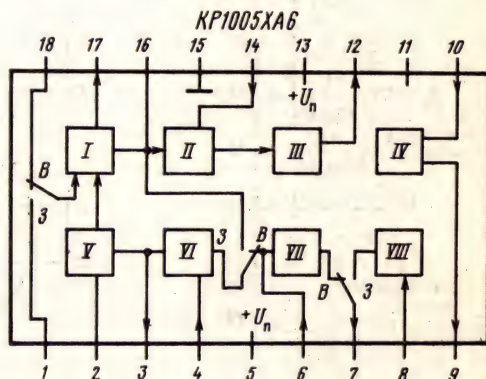 КР1005ХА6
18 17 16 15 14 13 12 11 10
+Uп
I II III IV
В
З
V VI З В VII В З VIII
+Uп
1 2 3 4 5 6 7 8 9